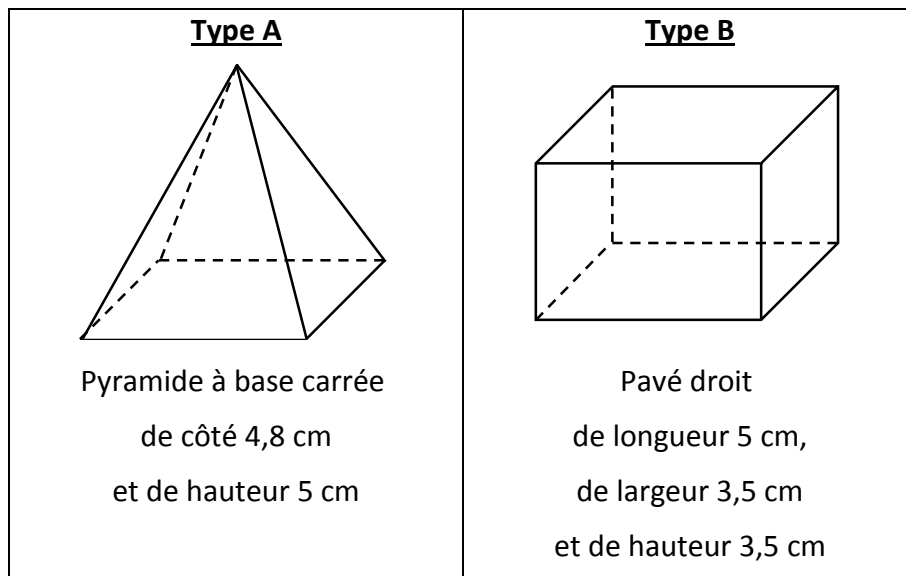 Type A
Pyramide à base carrée
de côté 4,8 cm
et de hauteur 5 cm
Type B
Pavé droit
de longueur 5 cm,
de largeur 3,5 cm
et de hauteur 3,5 cm